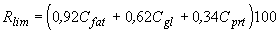 R_lim = (0,92C_fat + 0,62C_gl + 0,34C_prt)100